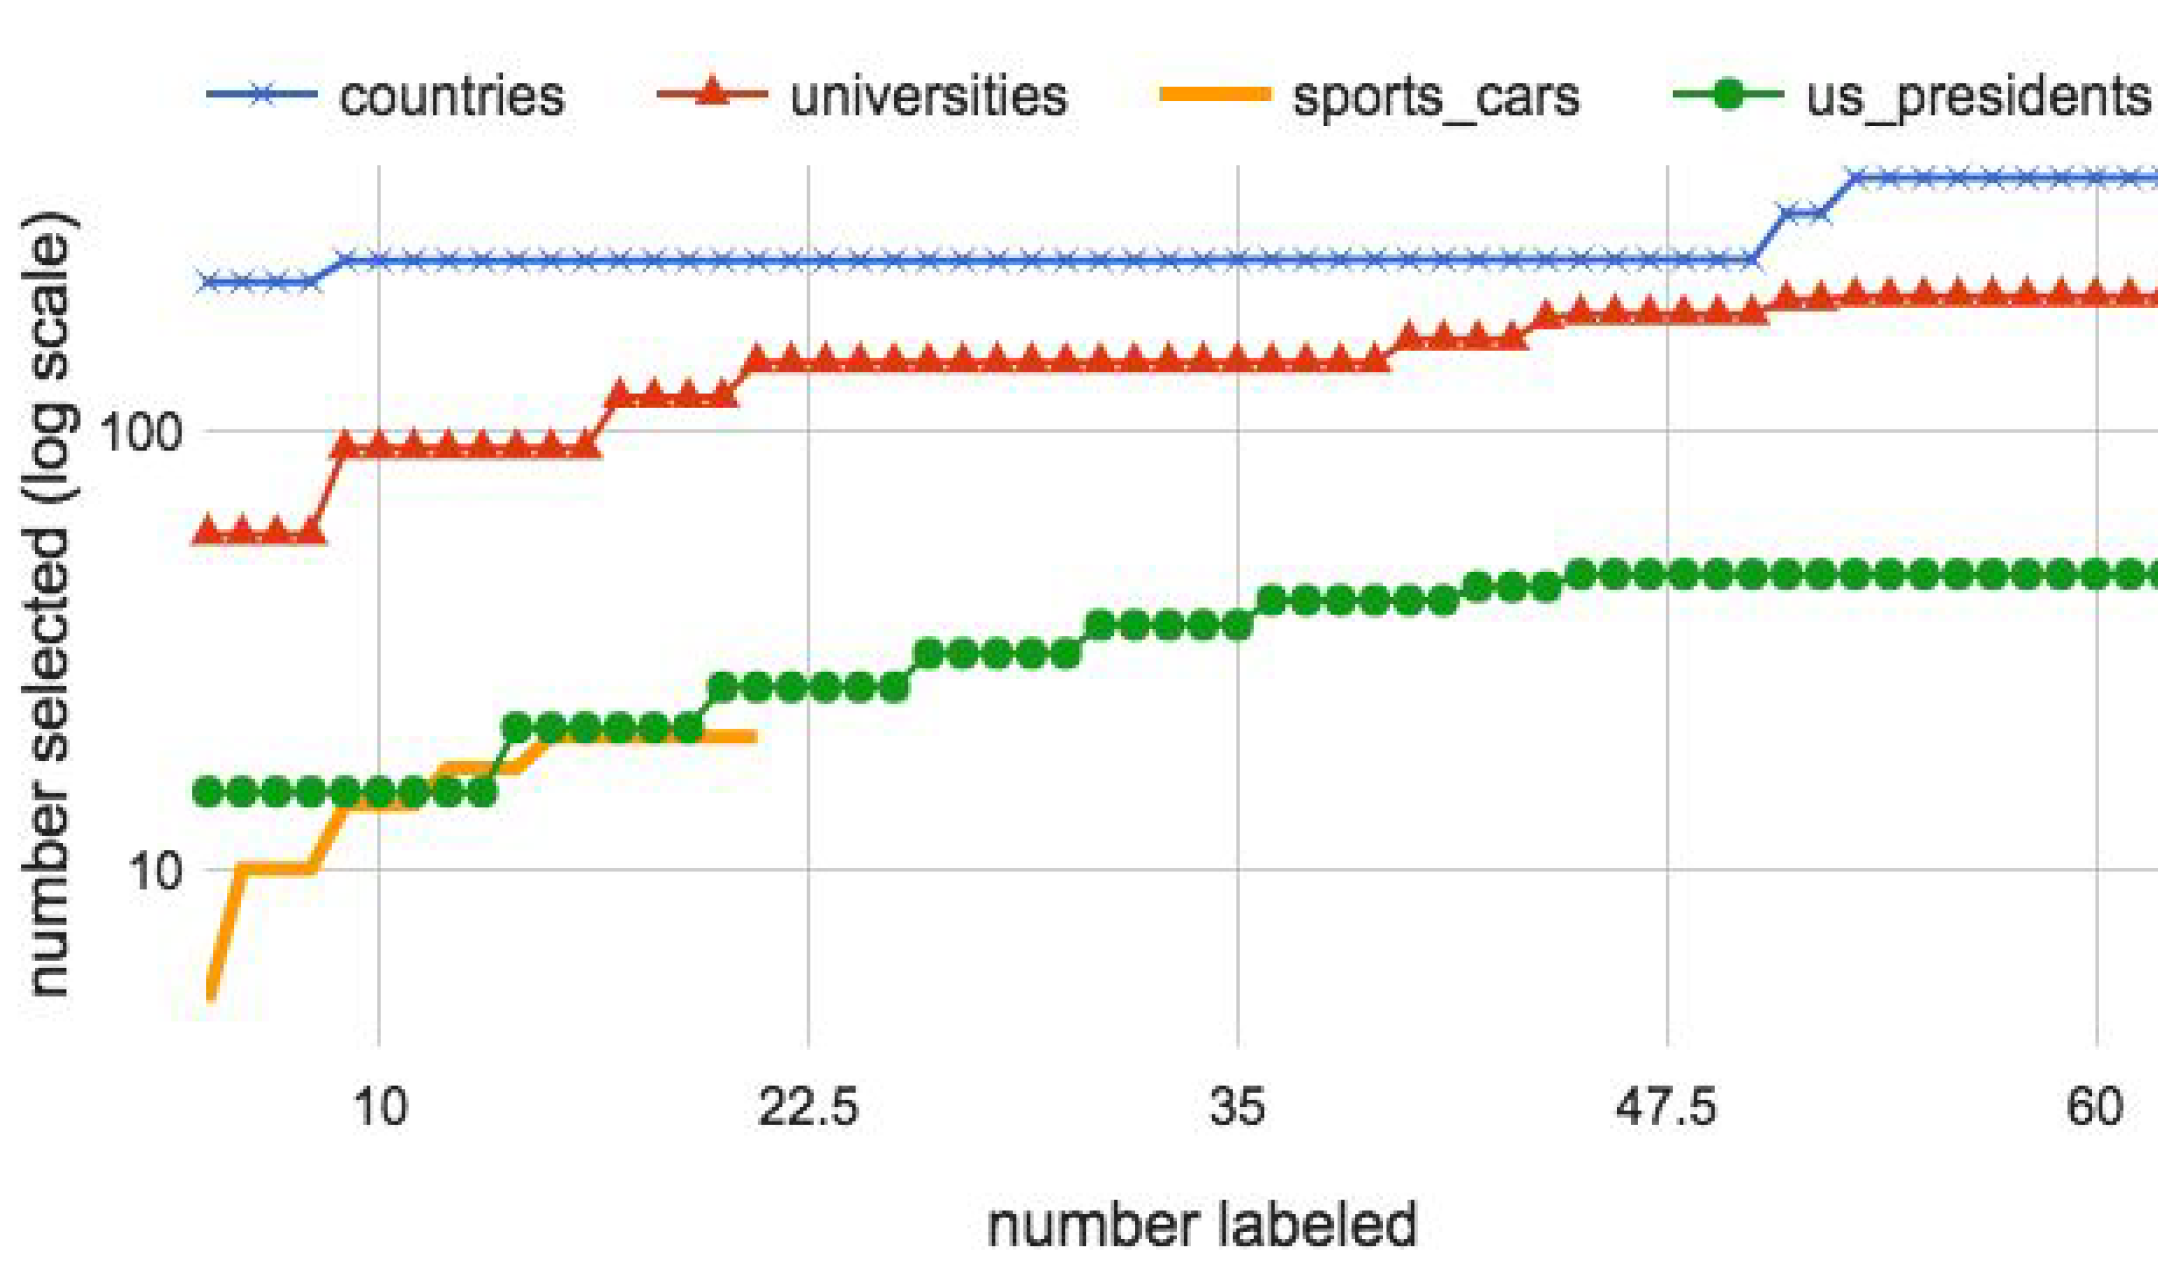 countries universities sports_cars us_presidents
number selected (log scale)
100
10
10 22.5 35 47.5 60
number labeled